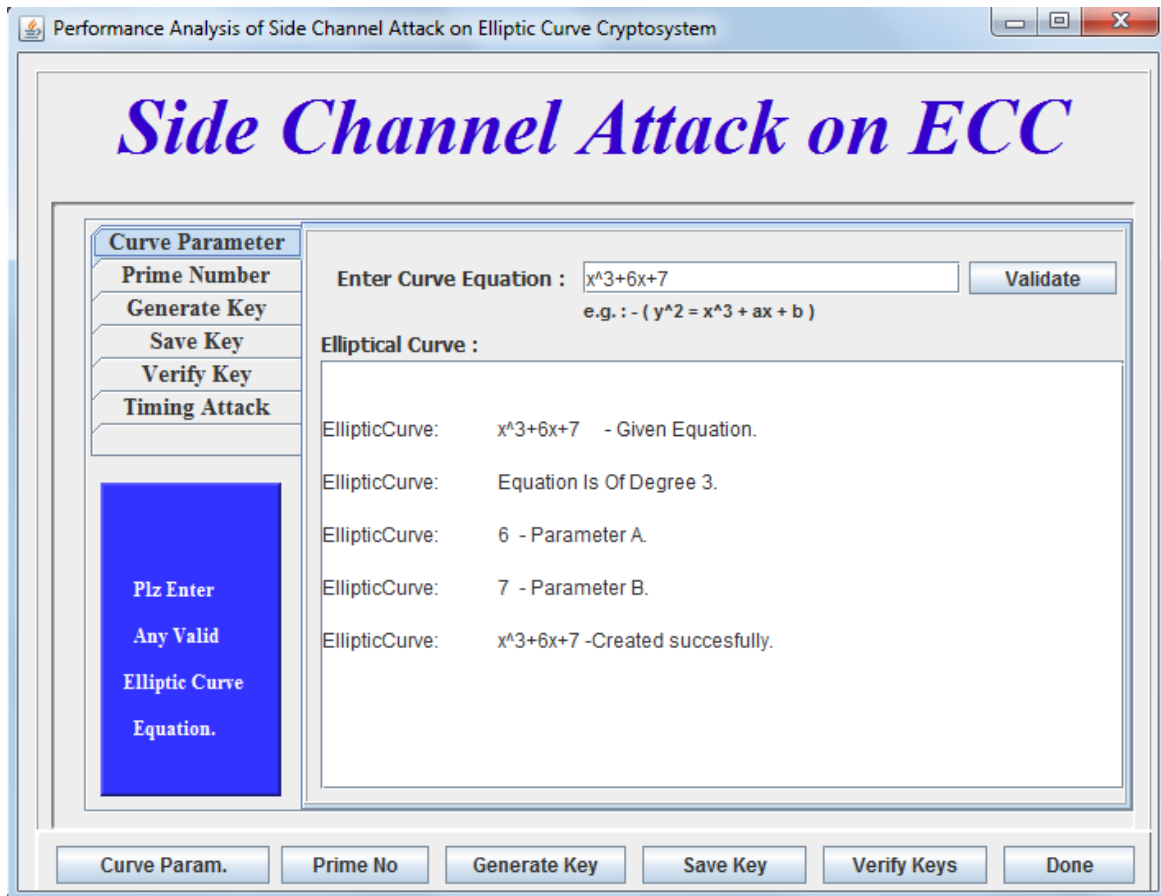 Performance Analysis of Side Channel Attack on Elliptic Curve Cryptosystem
Side Channel Attack on ECC
Curve Parameter
Prime Number
Generate Key
Save Key
Verify Key
Timing Attack
Plz Enter
Any Valid
Elliptic Curve
Equation.
Enter Curve Equation : x^3+6x+7 Validate
e.g. : - ( y^2 = x^3 + ax + b )
Elliptical Curve :
EllipticCurve: x^3+6x+7 - Given Equation.
EllipticCurve: Equation Is Of Degree 3.
EllipticCurve: 6 - Parameter A.
EllipticCurve: 7 - Parameter B.
EllipticCurve: x^3+6x+7 -Created succesfully.
Curve Param. Prime No Generate Key Save Key Verify Keys Done